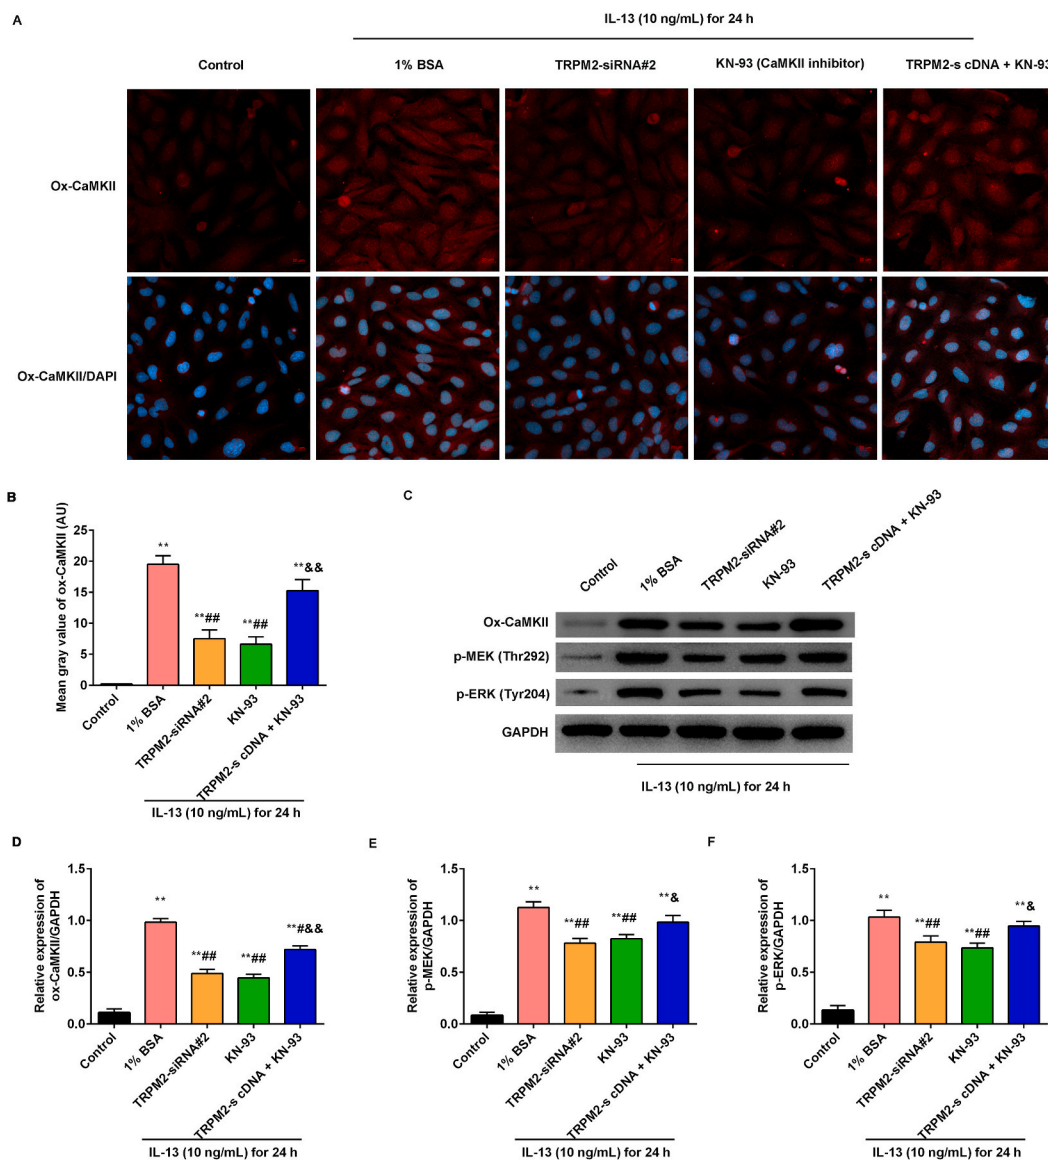 A
IL-13 (10 ng/mL) for 24 h
Control
1% BSA
TRPM2-siRNA#2
KN-93 (CaMKII inhibitor)
TRPM2-s cDNA + KN-93
Ox-CaMKII
Ox-CaMKII/DAPI
B
Mean gray value of ox-CaMKII (AU)
25
20
15
10
5
0
**
**##
**##
**&&
Control
1% BSA
TRPM2-siRNA#2
KN-93
TRPM2-s cDNA + KN-93
IL-13 (10 ng/mL) for 24 h
C
Control
1% BSA
TRPM2-siRNA#2
KN-93
TRPM2-s cDNA + KN-93
Ox-CaMKII
p-MEK (Thr292)
p-ERK (Tyr204)
GAPDH
IL-13 (10 ng/mL) for 24 h
D
Relative expression of
ox-CaMKII/GAPDH
1.5
1.0
0.5
0.0
**
**##
**##
**#&&
Control
1% BSA
TRPM2-siRNA#2
KN-93
TRPM2-s cDNA + KN-93
IL-13 (10 ng/mL) for 24 h
E
Relative expression of
p-MEK/GAPDH
1.5
1.0
0.5
0.0
**
**##
**##
**&
Control
1% BSA
TRPM2-siRNA#2
KN-93
TRPM2-s cDNA + KN-93
IL-13 (10 ng/mL) for 24 h
F
Relative expression of
p-ERK/GAPDH
1.5
1.0
0.5
0.0
**
**##
**##
**&
Control
1% BSA
TRPM2-siRNA#2
KN-93
TRPM2-s cDNA + KN-93
IL-13 (10 ng/mL) for 24 h